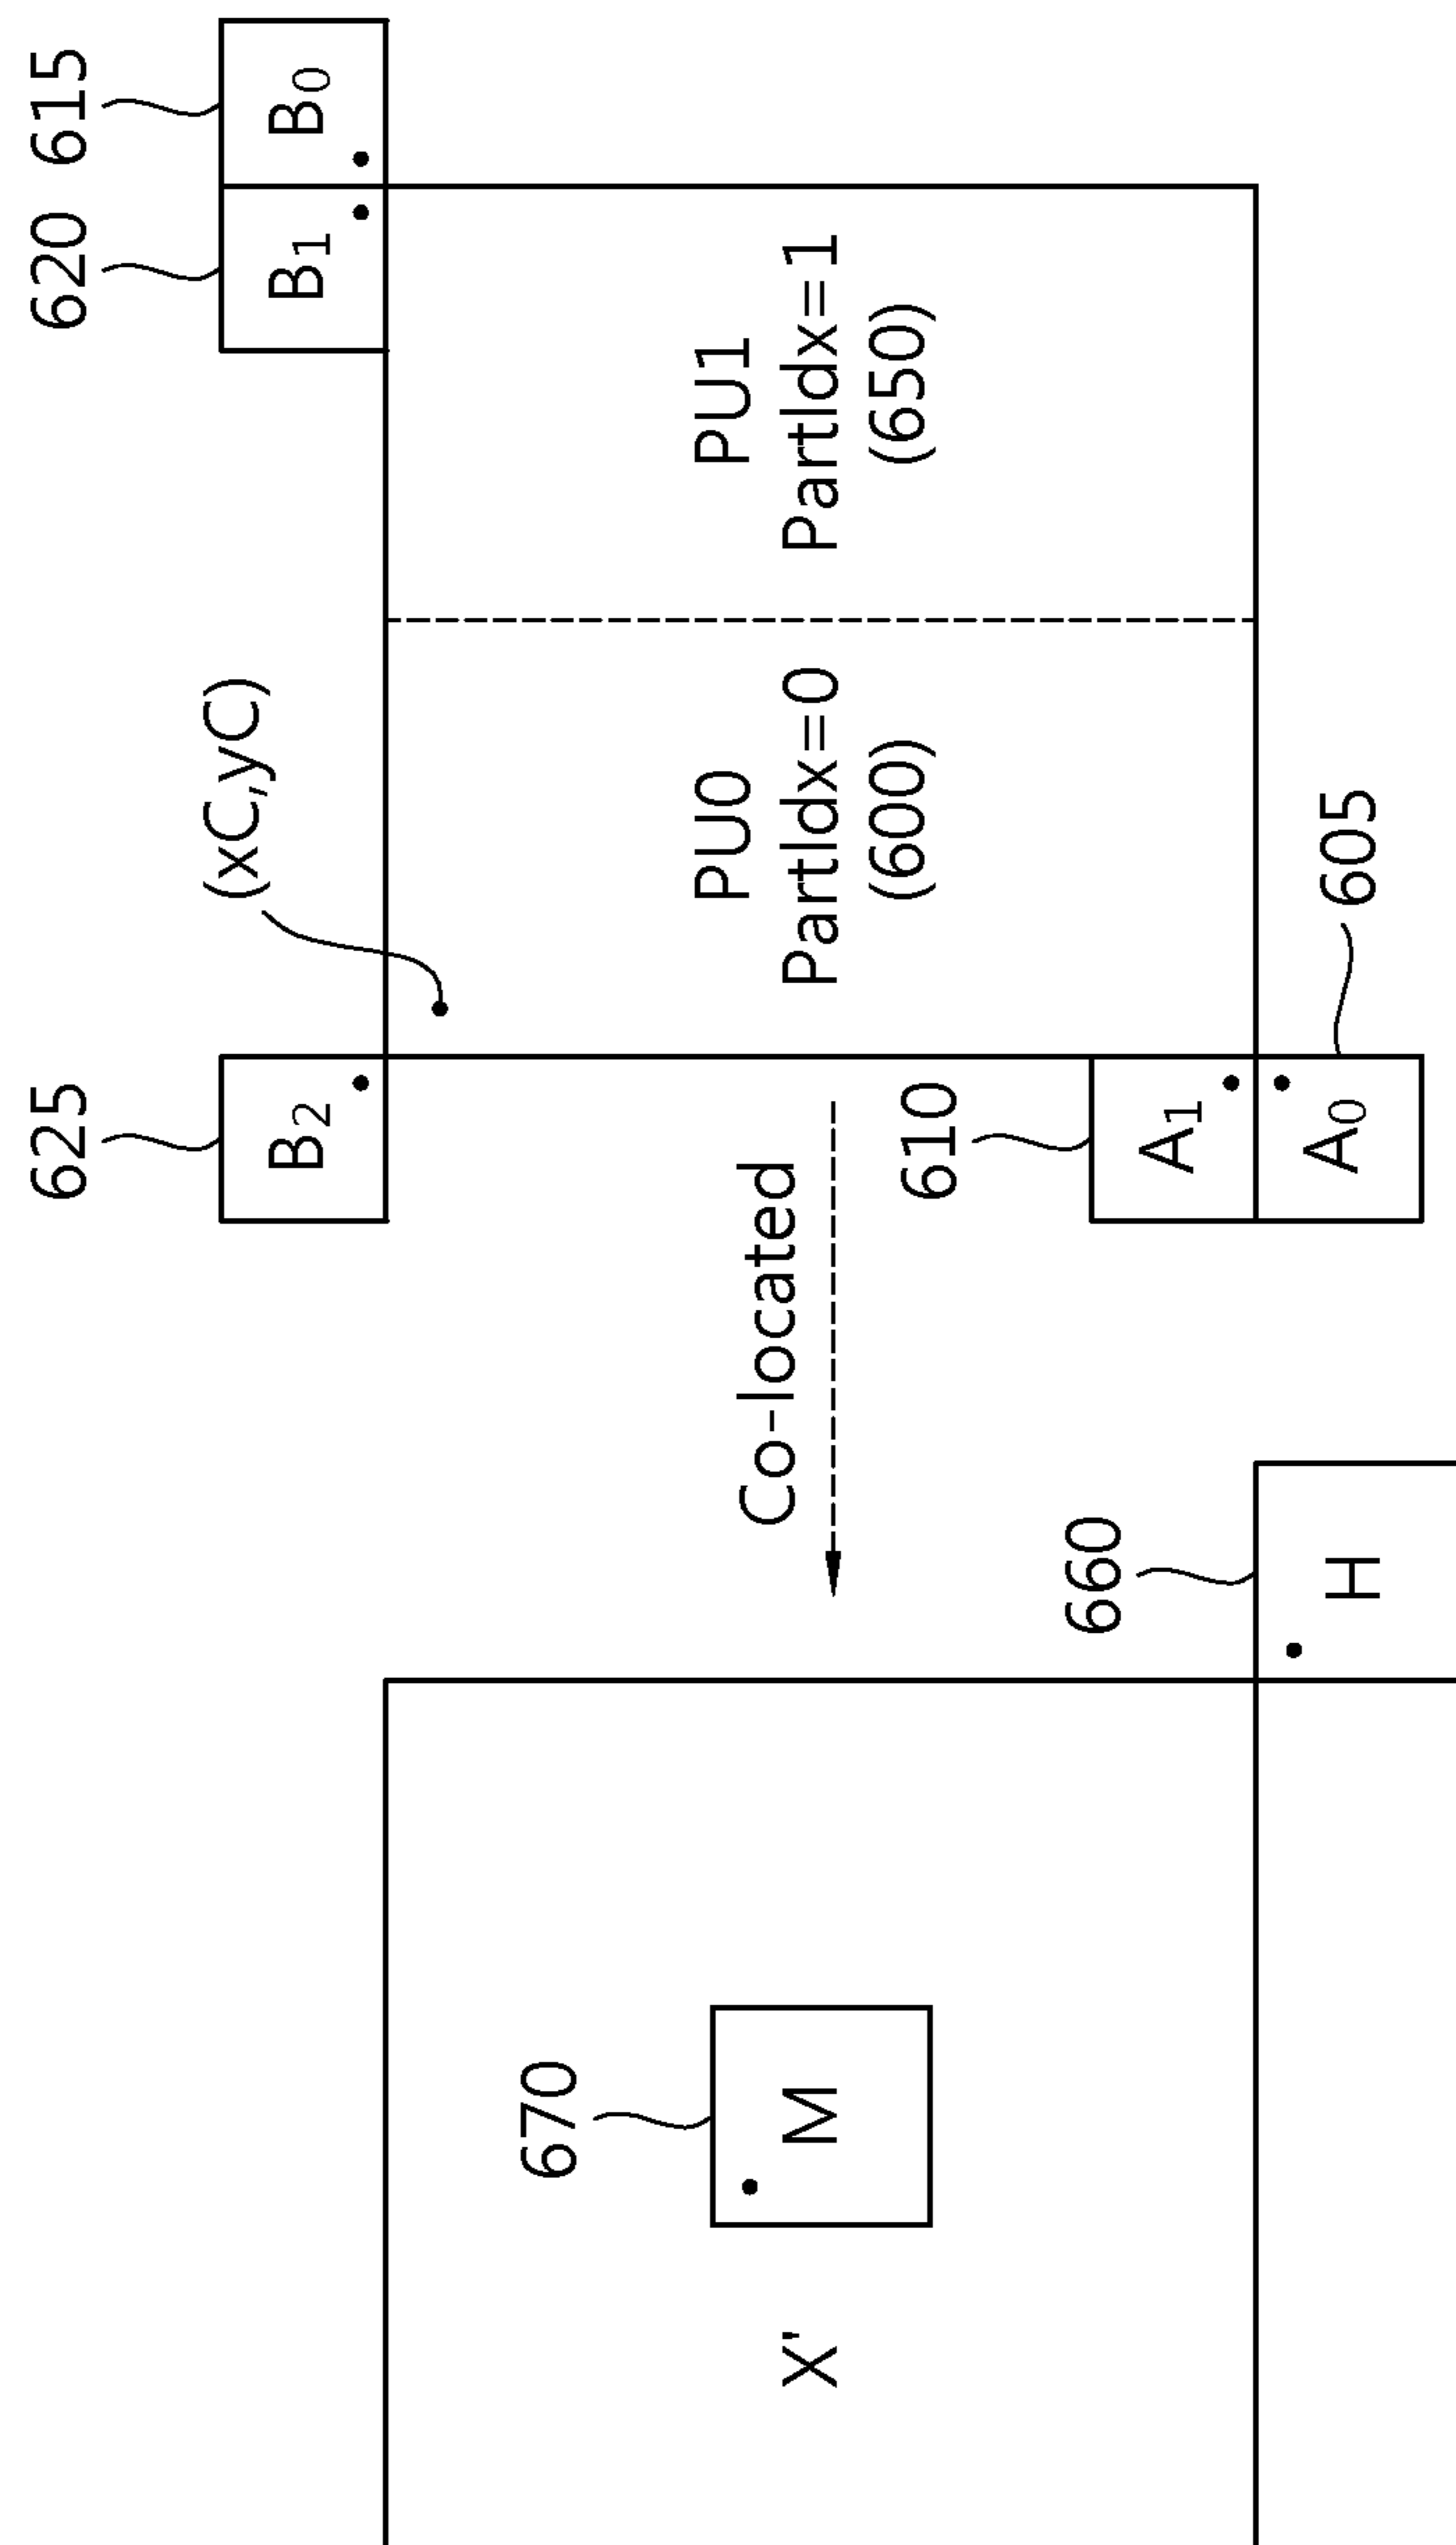 670
M
X'
660
H
Co-located
625
B2
610
A1
A0
605
(xC,yC)
PU0
PartIdx=0
(600)
PU1
PartIdx=1
(650)
620
B1
615
B0